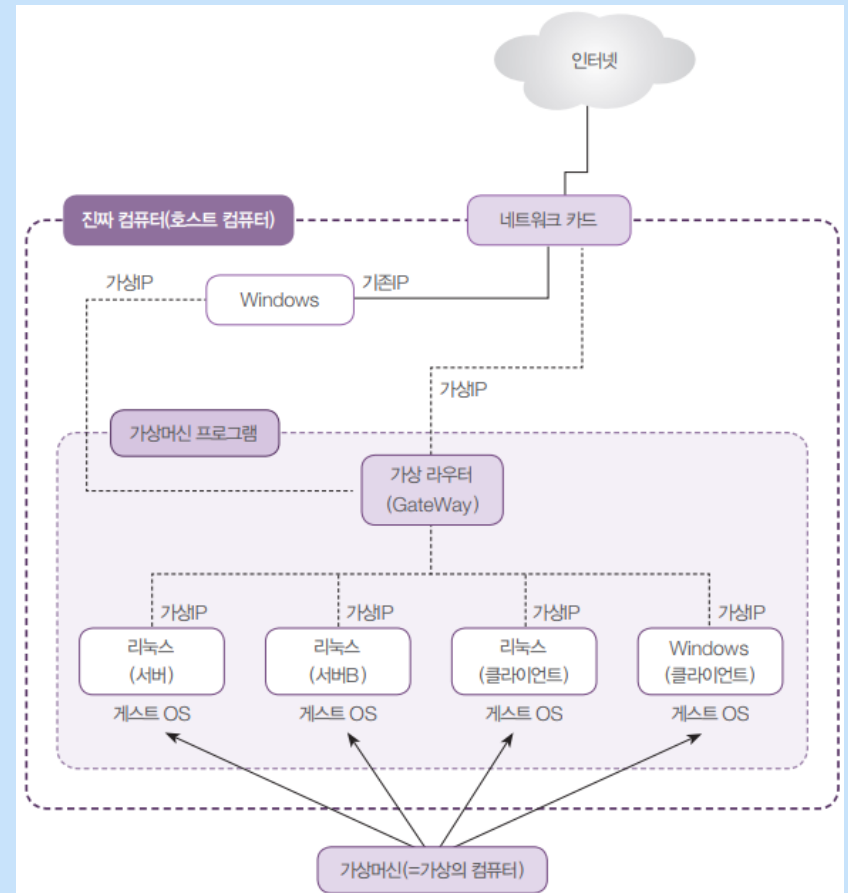 인터넷
진짜 컴퓨터(호스트 컴퓨터)
네트워크 카드
가상IP
Windows
기존IP
가상IP
가상머신 프로그램
가상 라우터
(GateWay)
가상IP
가상IP
가상IP
가상IP
리눅스
(서버)
리눅스
(서버B)
리눅스
(클라이언트)
Windows
(클라이언트)
게스트 OS
게스트 OS
게스트 OS
게스트 OS
가상머신(=가상의 컴퓨터)